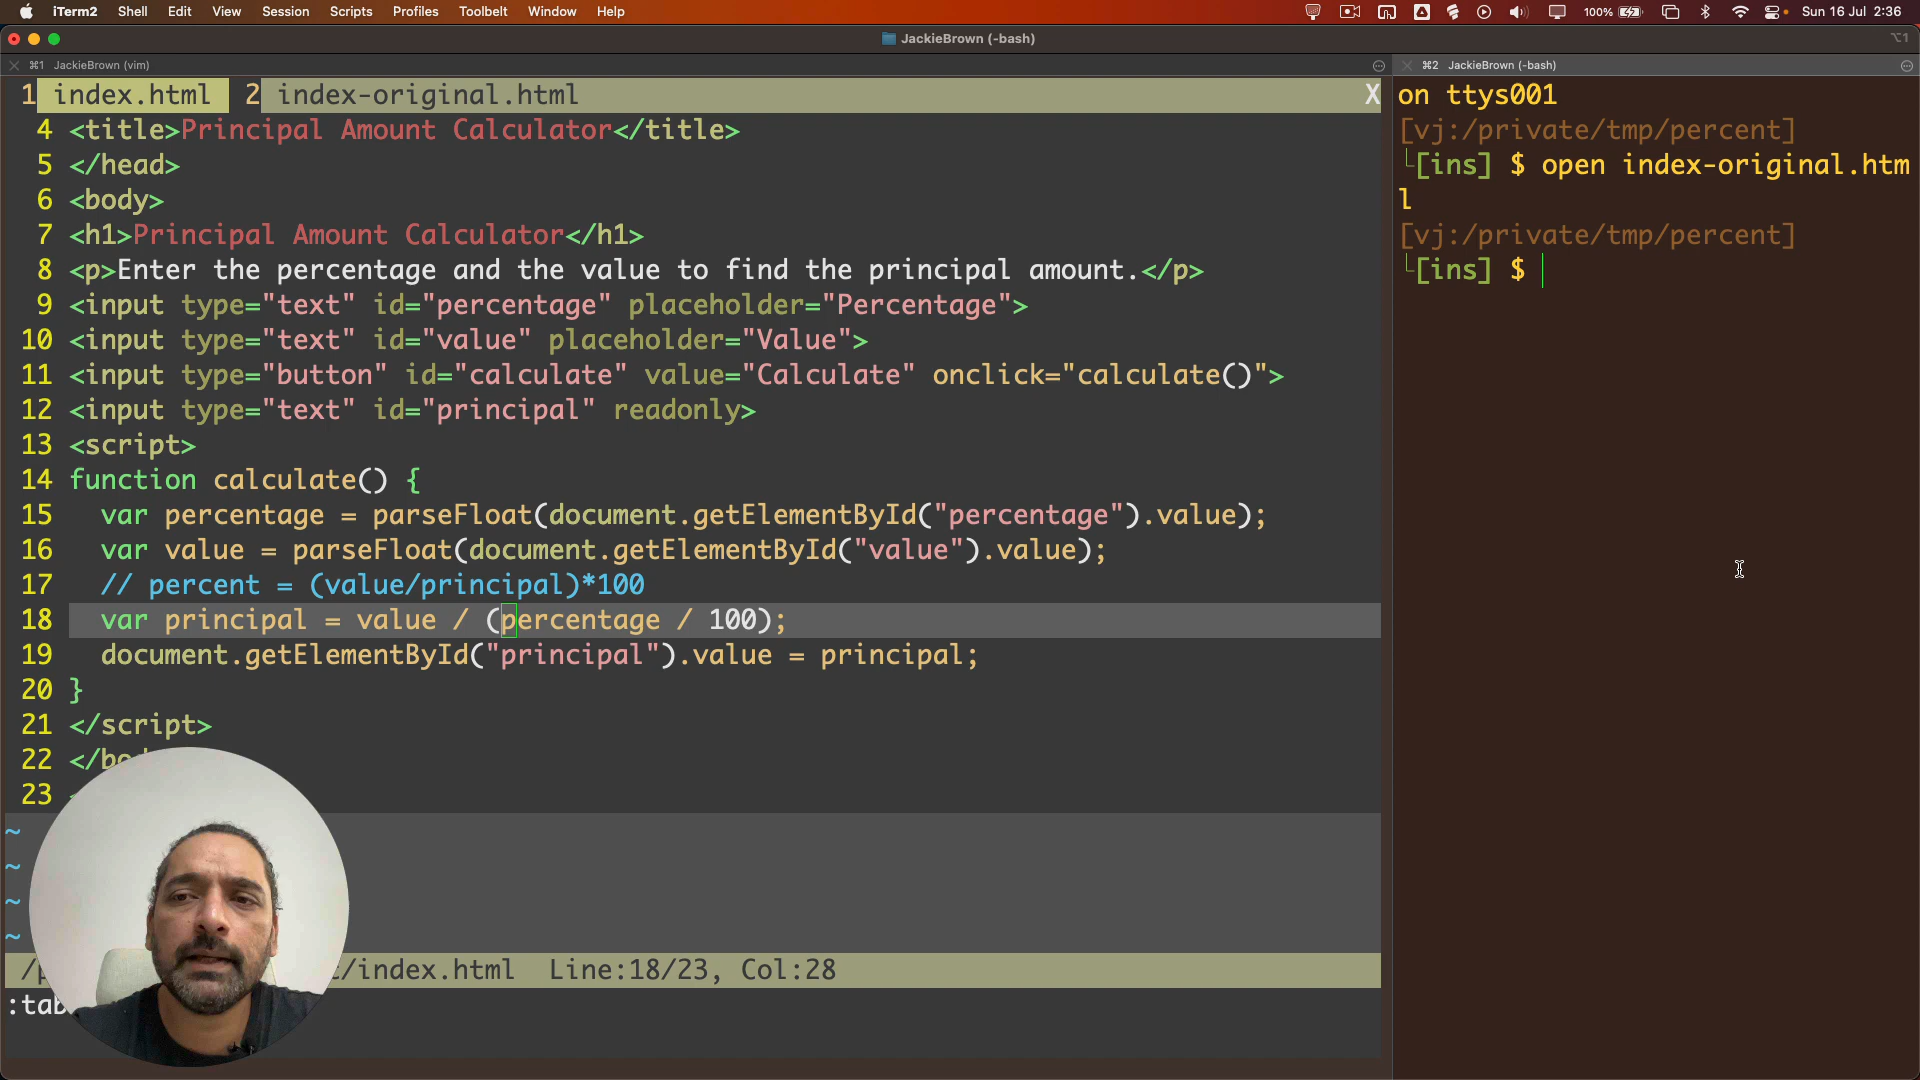 iTerm2 Shell Edit View Session Scripts Profiles Toolbelt Window Help 100% Sun 16 Jul 2:36
JackieBrown (-bash) ⌥1
⌘1 JackieBrown (vim)
1 index.html 2 index-original.html X
4 <title>Principal Amount Calculator</title>
5 </head>
6 <body>
7 <h1>Principal Amount Calculator</h1>
8 <p>Enter the percentage and the value to find the principal amount.</p>
9 <input type="text" id="percentage" placeholder="Percentage">
10 <input type="text" id="value" placeholder="Value">
11 <input type="button" id="calculate" value="Calculate" onclick="calculate()">
12 <input type="text" id="principal" readonly>
13 <script>
14 function calculate() {
15 var percentage = parseFloat(document.getElementById("percentage").value);
16 var value = parseFloat(document.getElementById("value").value);
17 // percent = (value/principal)*100
18 var principal = value / (percentage / 100);
19 document.getElementById("principal").value = principal;
20 }
21 </script>
22 </bo
23
~
~
~
~
/index.html Line:18/23, Col:28
:tab
⌘2 JackieBrown (-bash)
on ttys001
[vj:/private/tmp/percent]
└[ins] $ open index-original.htm
l
[vj:/private/tmp/percent]
└[ins] $